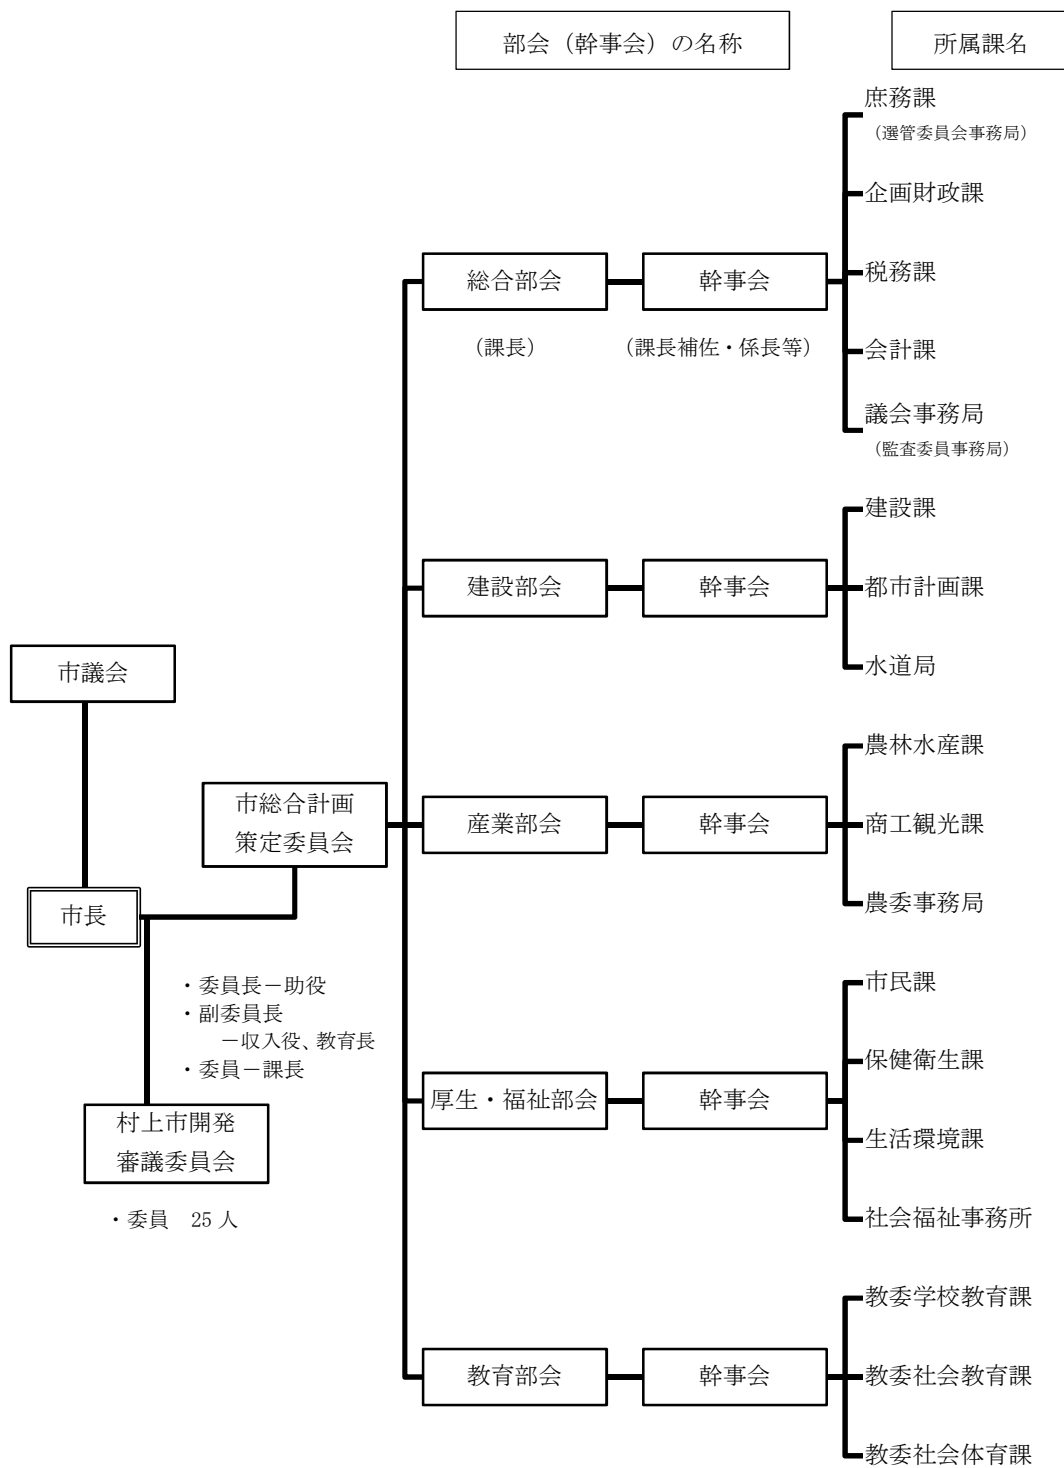 部会（幹事会）の名称
所属課名
庶務課
（選管委員会事務局）
企画財政課
税務課
総合部会
幹事会
（課長）
（課長補佐・係長等）
会計課
議会事務局
（監査委員事務局）
建設課
建設部会
幹事会
都市計画課
水道局
市議会
農林水産課
市総合計画
策定委員会
産業部会
幹事会
商工観光課
市長
農委事務局
・委員長－助役
・副委員長
－収入役、教育長
・委員－課長
市民課
保健衛生課
厚生・福祉部会
幹事会
村上市開発
審議委員会
生活環境課
・委員　25 人
社会福祉事務所
教委学校教育課
教育部会
幹事会
教委社会教育課
教委社会体育課